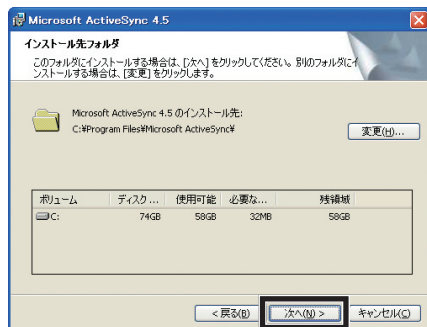 Microsoft ActiveSync 4.5
インストール先フォルダ
このフォルダにインストールする場合は、[次へ] をクリックしてください。別のフォルダにイ
ンストールする場合は、[変更] をクリックします。
Microsoft ActiveSync 4.5 のインストール先:
C:¥Program Files¥Microsoft ActiveSync¥
変更(H)...
ボリューム ディスク ... 使用可能 必要な... 残領域
C: 74GB 58GB 32MB 58GB
< 戻る(B) 次へ(N) > キャンセル(C)